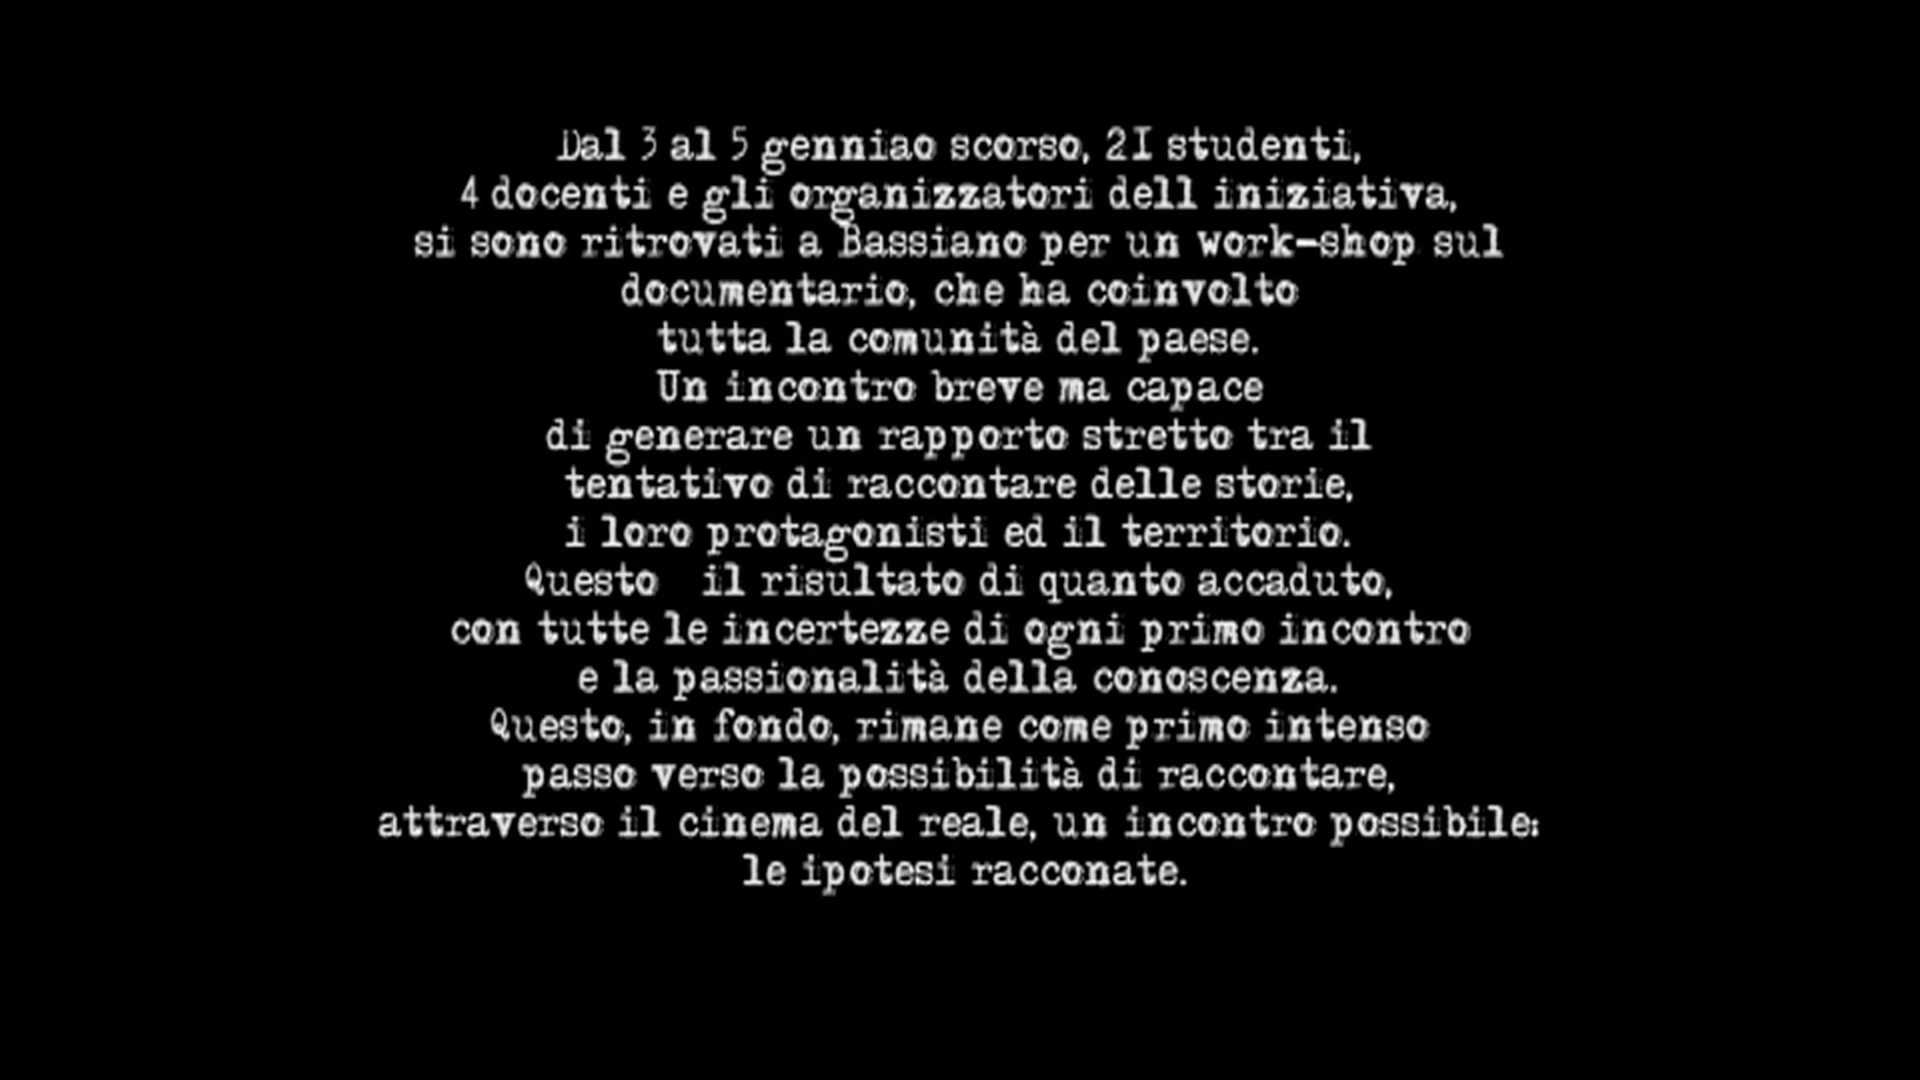 Dal 3 al 5 genniao scorso, 21 studenti,
4 docenti e gli organizzatori dell iniziativa,
si sono ritrovati a Bassiano per un work-shop sul
documentario, che ha coinvolto
tutta la comunità del paese.
Un incontro breve ma capace
di generare un rapporto stretto tra il
tentativo di raccontare delle storie,
i loro protagonisti ed il territorio.
Questo il risultato di quanto accaduto,
con tutte le incertezze di ogni primo incontro
e la passionalità della conoscenza.
Questo, in fondo, rimane come primo intenso
passo verso la possibilità di raccontare,
attraverso il cinema del reale, un incontro possibile:
le ipotesi racconate.